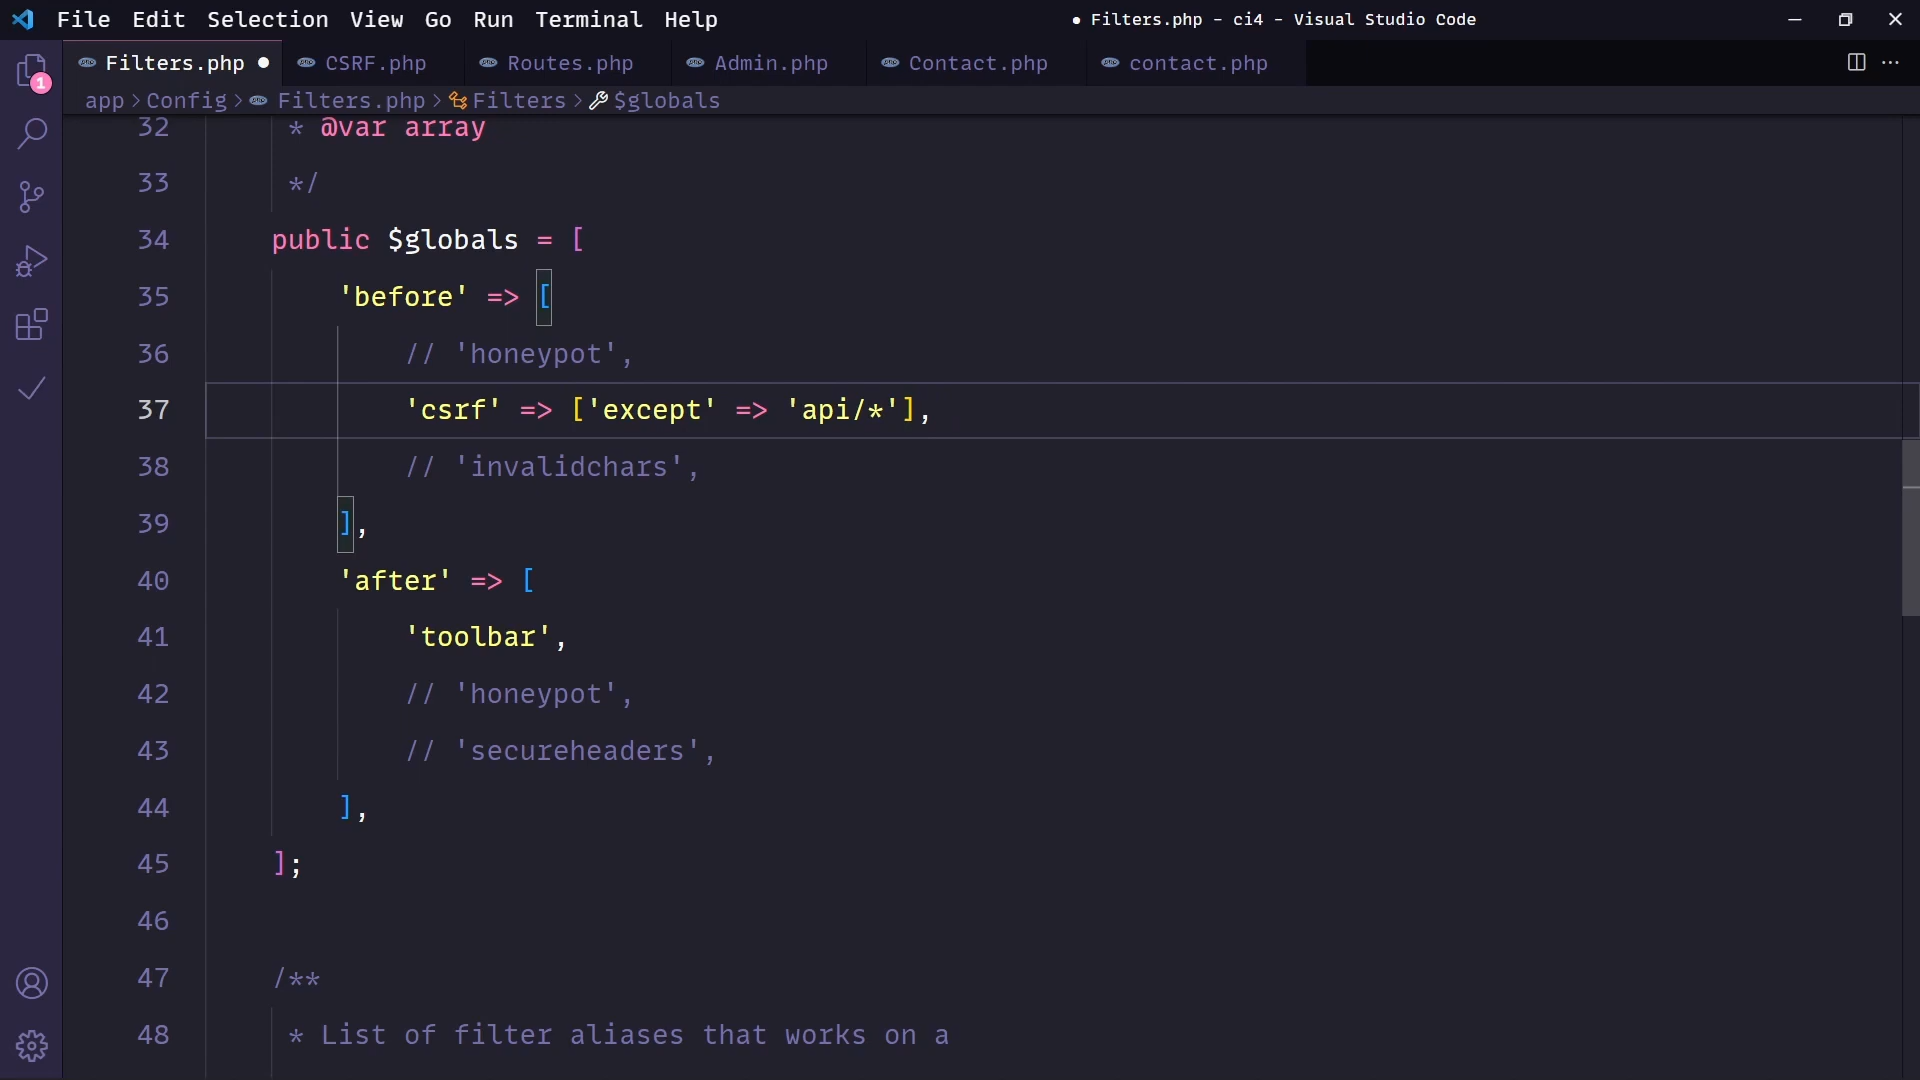 File Edit Selection View Go Run Terminal Help
● Filters.php - ci4 - Visual Studio Code
Filters.php ● CSRF.php Routes.php Admin.php Contact.php contact.php
1
app > Config > Filters.php > Filters > $globals
32 * @var array
33 */
34 public $globals = [
35 'before' => [
36 // 'honeypot',
37 'csrf' => ['except' => 'api/*'],
38 // 'invalidchars',
39 ],
40 'after' => [
41 'toolbar',
42 // 'honeypot',
43 // 'secureheaders',
44 ],
45 ];
46
47 /**
48 * List of filter aliases that works on a